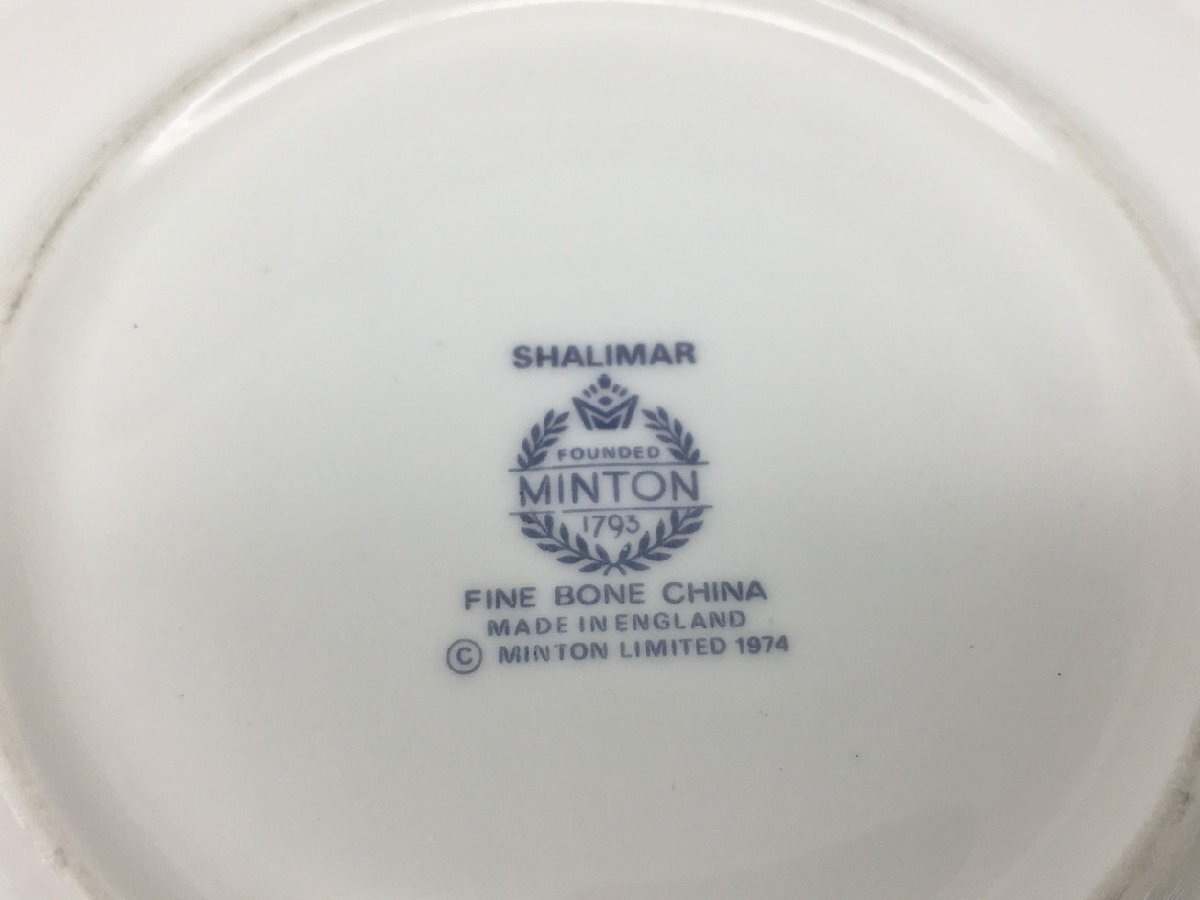 SHALIMAR
FOUNDED
MINTON
1793
FINE BONE CHINA
MADE IN ENGLAND
© MINTON LIMITED 1974